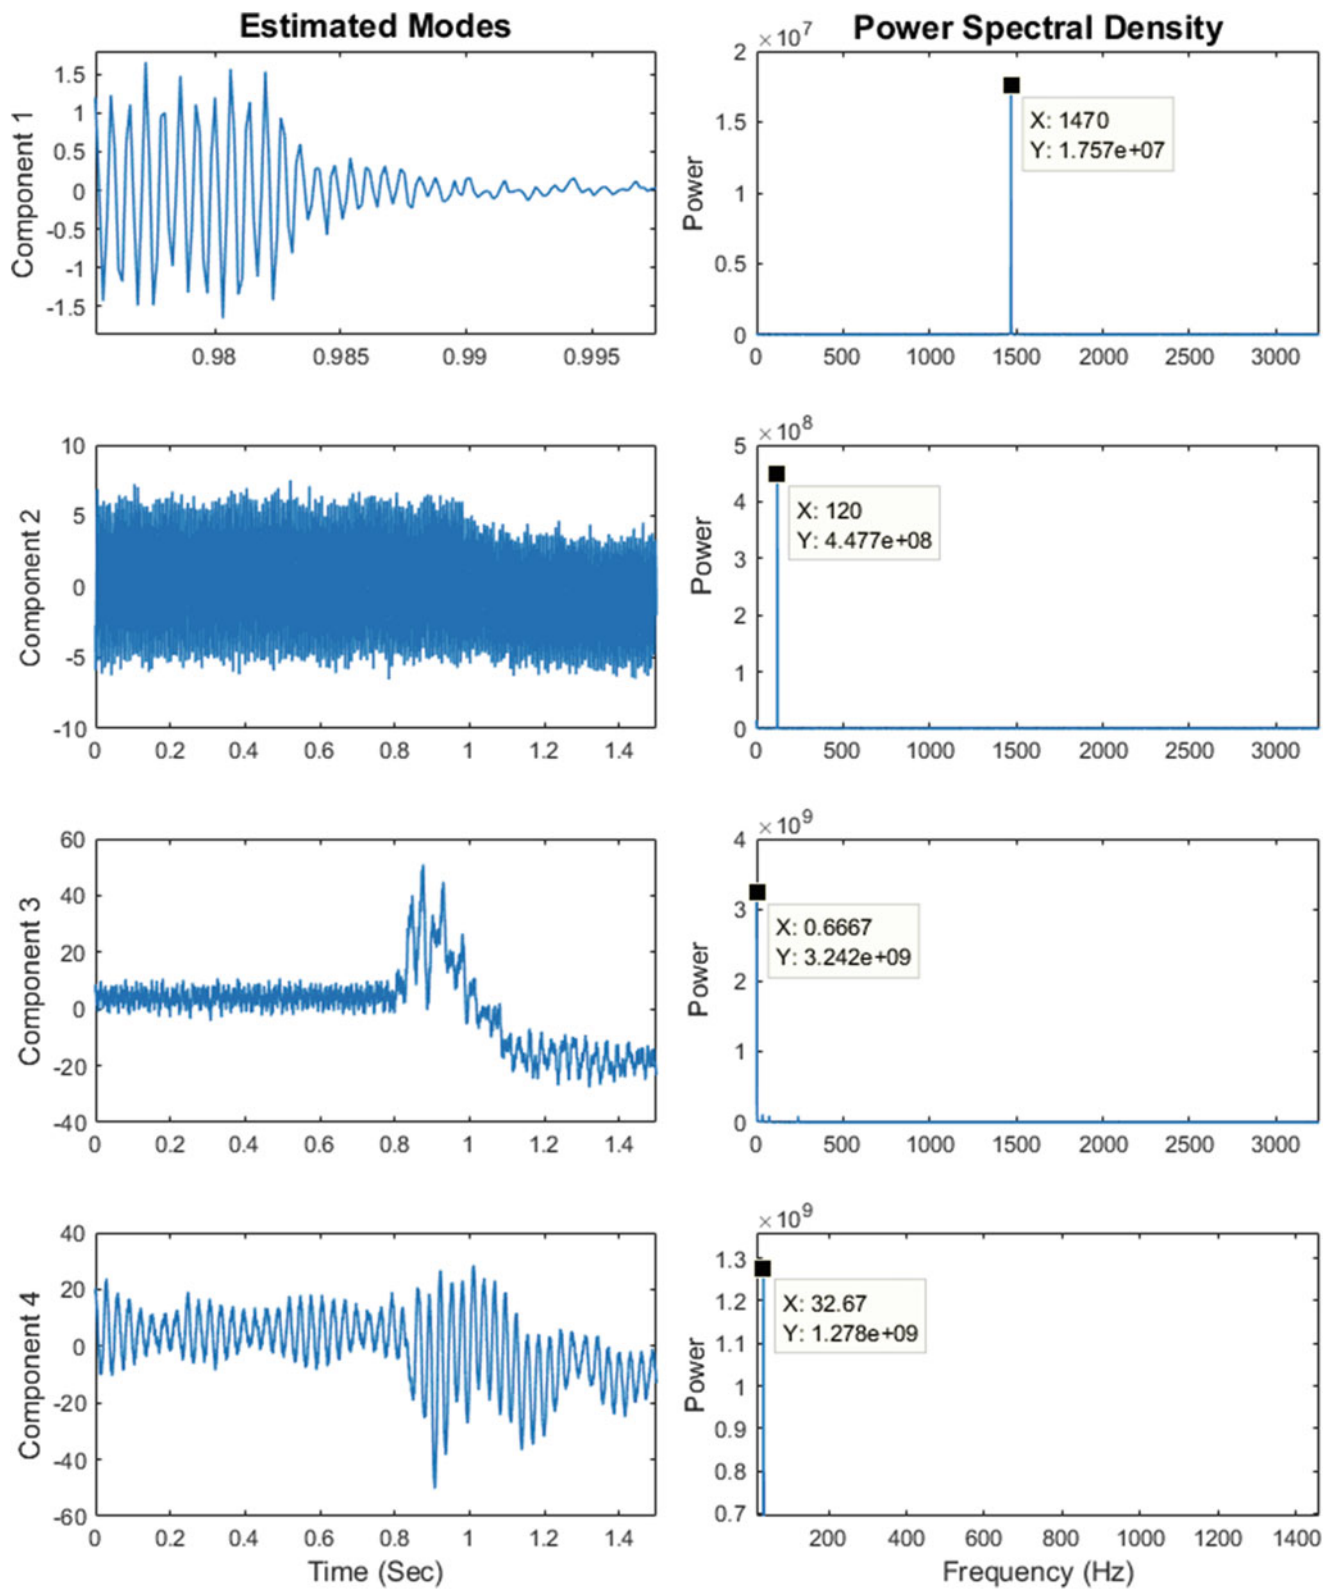 Estimated Modes
Power Spectral Density
Component 1
1.5
1
0.5
0
-0.5
-1
-1.5
0.98 0.985 0.99 0.995
×10⁷
Power
2
1.5
1
0.5
0
X: 1470
Y: 1.757e+07
0 500 1000 1500 2000 2500 3000
Component 2
10
5
0
-5
-10
0 0.2 0.4 0.6 0.8 1 1.2 1.4
×10⁸
Power
5
4
3
2
1
0
X: 120
Y: 4.477e+08
0 500 1000 1500 2000 2500 3000
Component 3
60
40
20
0
-20
-40
0 0.2 0.4 0.6 0.8 1 1.2 1.4
×10⁹
Power
4
3
2
1
0
X: 0.6667
Y: 3.242e+09
0 500 1000 1500 2000 2500 3000
Component 4
40
20
0
-20
-40
-60
0 0.2 0.4 0.6 0.8 1 1.2 1.4
Time (Sec)
×10⁹
Power
1.3
1.2
1.1
1
0.9
0.8
0.7
X: 32.67
Y: 1.278e+09
200 400 600 800 1000 1200 1400
Frequency (Hz)